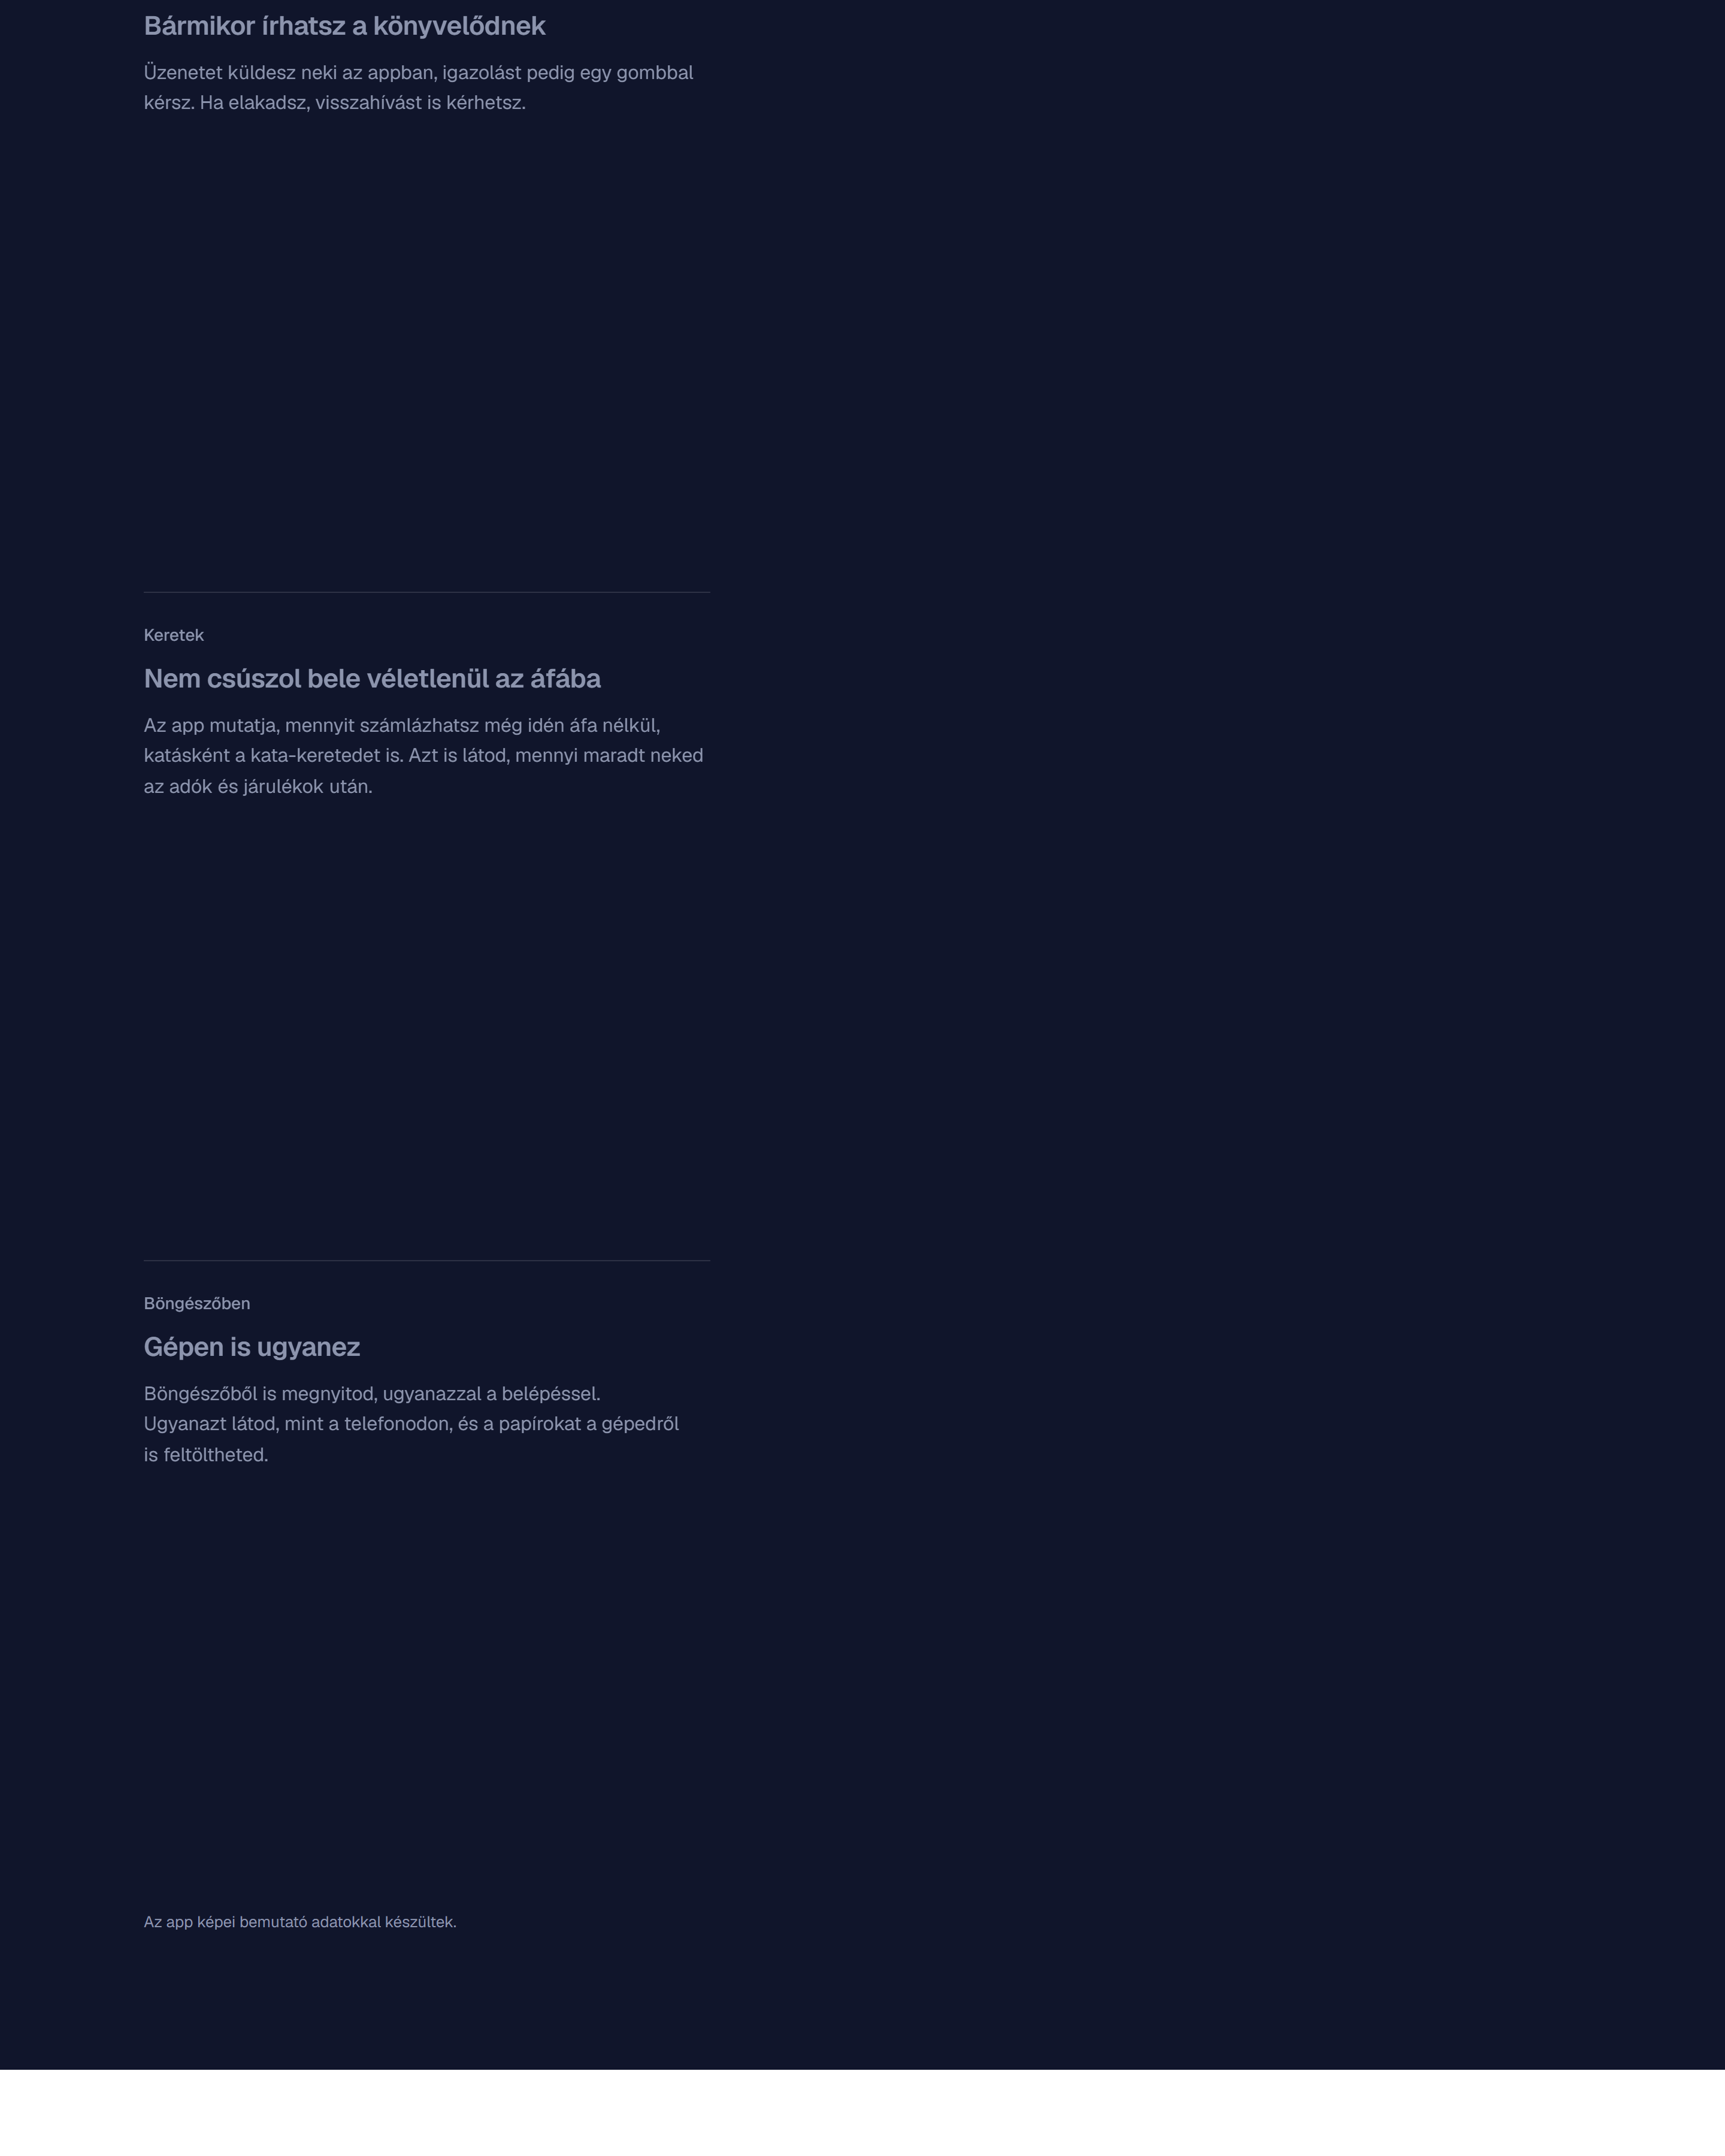 Bármikor írhatsz a könyvelődnek
Üzenetet küldesz neki az appban, igazolást pedig egy gombbal
kérsz. Ha elakadsz, visszahívást is kérhetsz.
Keretek
Nem csúszol bele véletlenül az áfába
Az app mutatja, mennyit számlázhatsz még idén áfa nélkül,
katásként a kata-keretedet is. Azt is látod, mennyi maradt neked
az adók és járulékok után.
Böngészőben
Gépen is ugyanez
Böngészőből is megnyitod, ugyanazzal a belépéssel.
Ugyanazt látod, mint a telefonodon, és a papírokat a gépedről
is feltöltheted.
Az app képei bemutató adatokkal készültek.